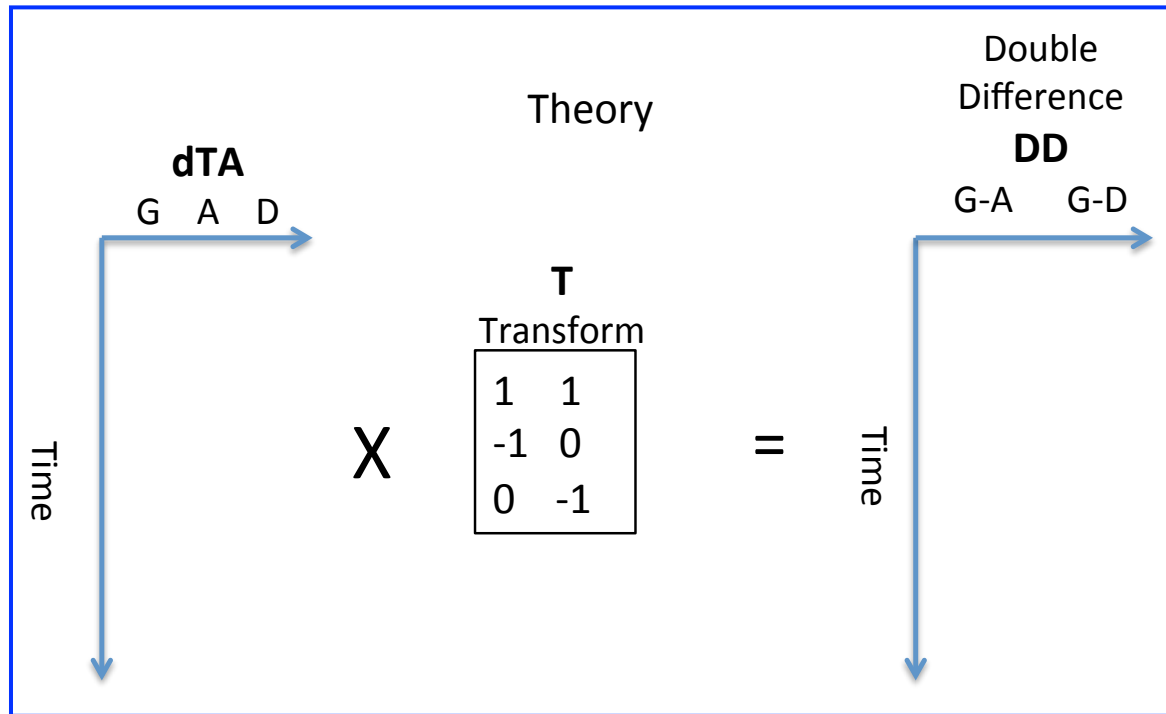 Theory
dTA
G A D
Time
X
T
Transform
1 1
-1 0
0 -1
=
Double
Difference
DD
G-A G-D
Time